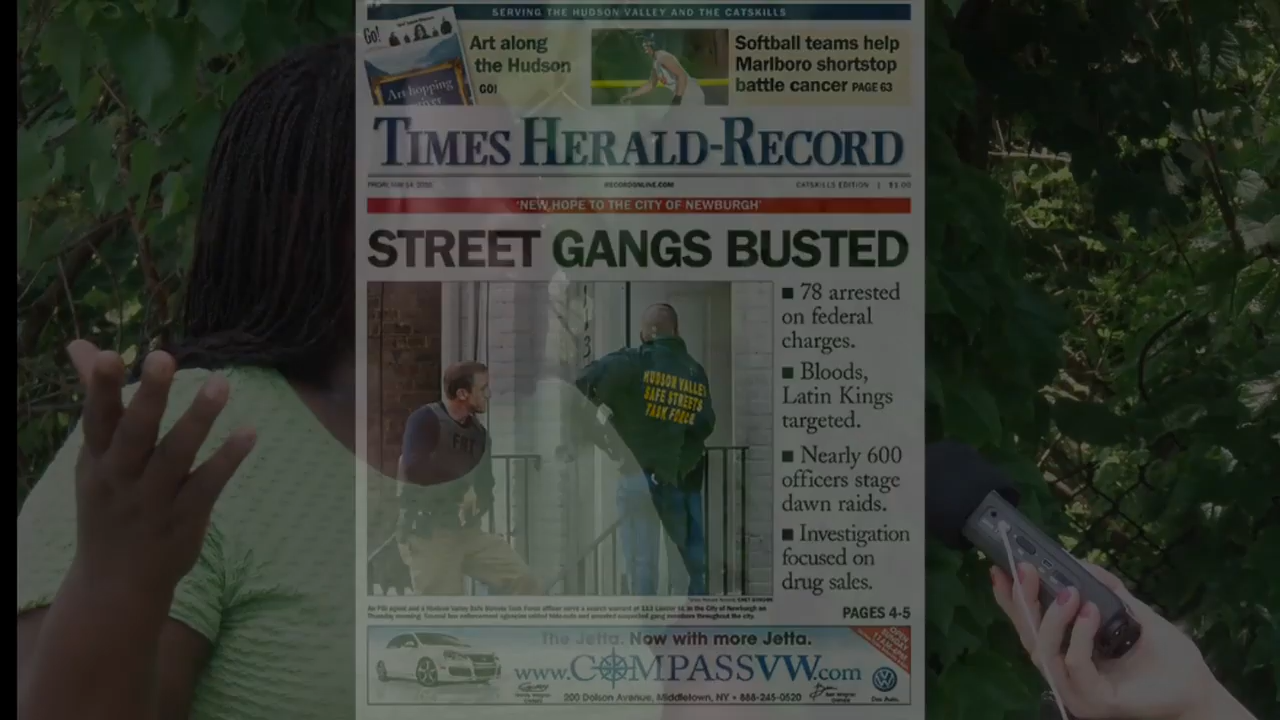 SERVING THE HUDSON VALLEY AND THE CATSKILLS
Go!
Art along
the Hudson
GO!
Art hopping
Softball teams help
Marlboro shortstop
battle cancer PAGE 63
TIMES HERALD-RECORD
RECORDONLINE.COM
CATSKILLS EDITION | $1.00
'NEW HOPE TO THE CITY OF NEWBURGH'
STREET GANGS BUSTED
■ 78 arrested
on federal
charges.
■ Bloods,
Latin Kings
targeted.
■ Nearly 600
officers stage
dawn raids.
■ Investigation
focused on
drug sales.
PAGES 4-5
HUDSON VALLEY
SAFE STREETS
TASK FORCE
The Jetta. Now with more Jetta.
www.COMPASSVW.com
200 Dolson Avenue, Middletown, NY • 888-245-0520